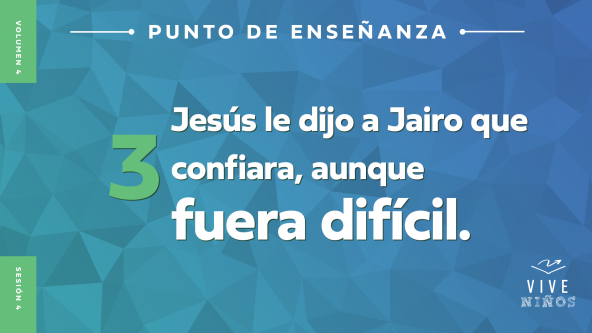 VOLUMEN 4
PUNTO DE ENSEÑANZA
3
Jesús le dijo a Jairo que
confiara, aunque
fuera difícil.
SESIÓN 4
VIVE
NIÑOS